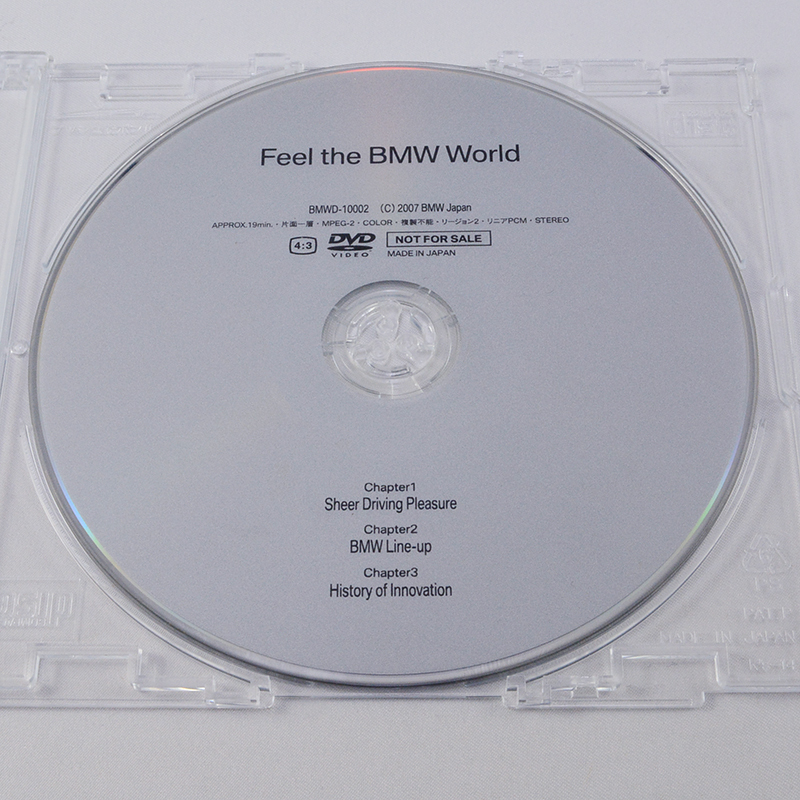 Feel the BMW World
BMWD-10002 (C) 2007 BMW Japan
APPROX.19min.・片面一層・MPEG-2・COLOR・複製不能・リージョン2・リニアPCM・STEREO
4:3 DVD VIDEO NOT FOR SALE
MADE IN JAPAN
Chapter1
Sheer Driving Pleasure
Chapter2
BMW Line-up
Chapter3
History of Innovation
PS
PAT.P
MADE IN JAPAN